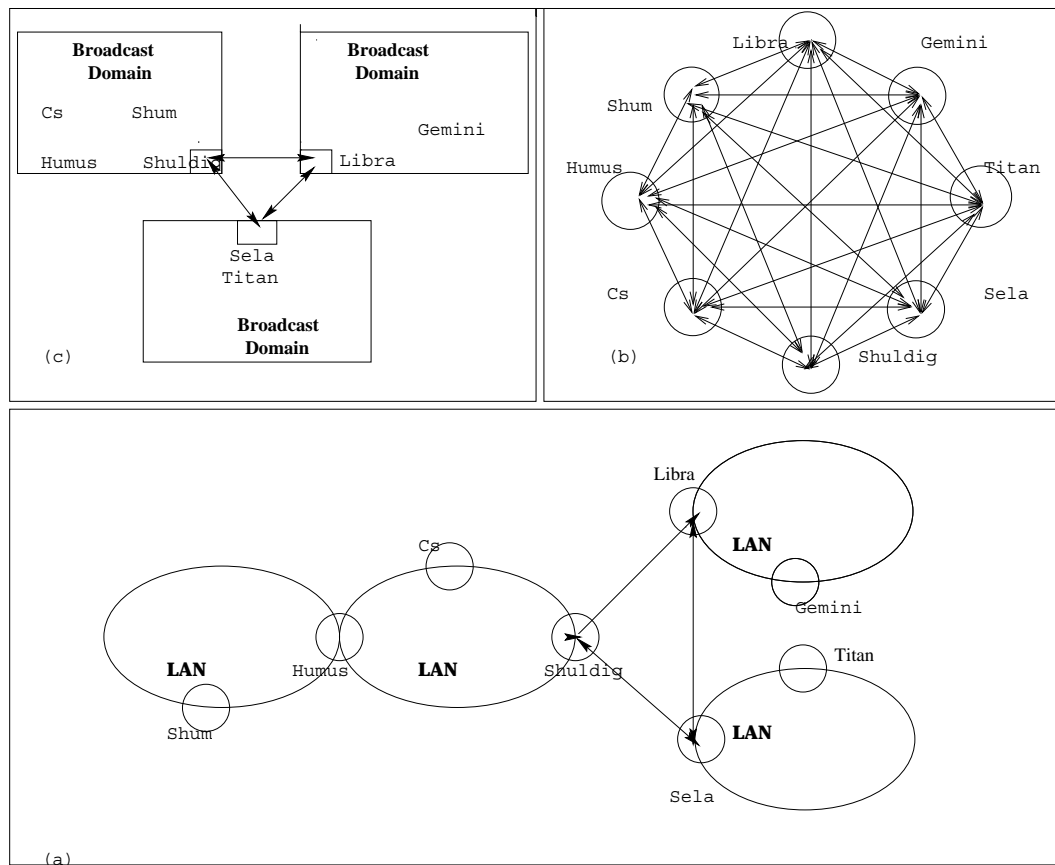 Broadcast
Domain
Cs Shum
Humus Shuldig
Broadcast
Domain
Gemini
Libra
Sela
Titan
Broadcast
Domain
(c)
Libra Gemini
Shum
Humus Titan
Cs Sela
(b) Shuldig
Libra
LAN
Gemini
Cs
LAN Humus LAN Shuldig
Shum
Titan
LAN
Sela
(a)